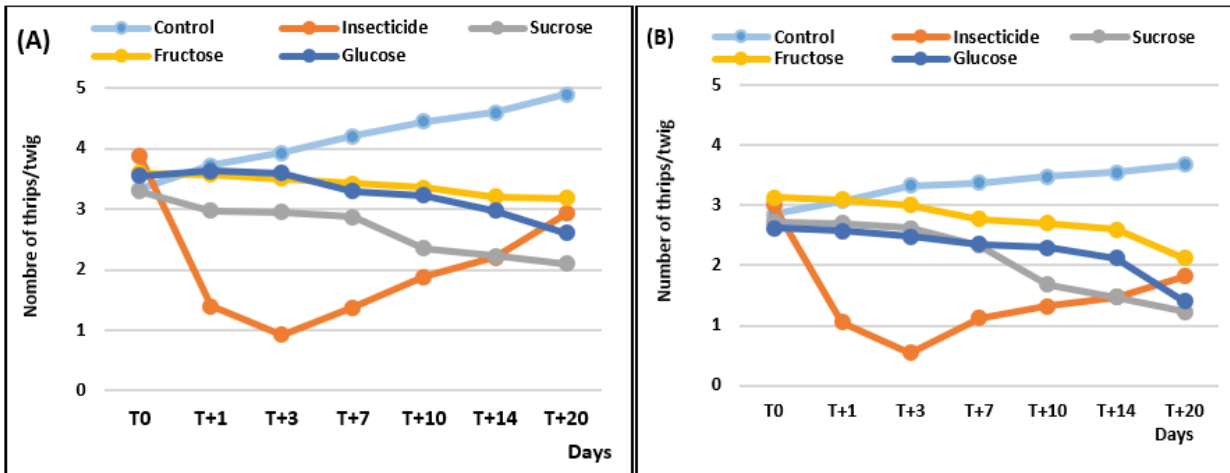 (A)
Control Insecticide Sucrose
Fructose Glucose
Nombre of thrips/twig
5
4
3
2
1
0
T0 T+1 T+3 T+7 T+10 T+14 T+20
Days
(B)
Control Insecticide Sucrose
Fructose Glucose
Number of thrips/twig
5
4
3
2
1
0
T0 T+1 T+3 T+7 T+10 T+14 T+20
Days